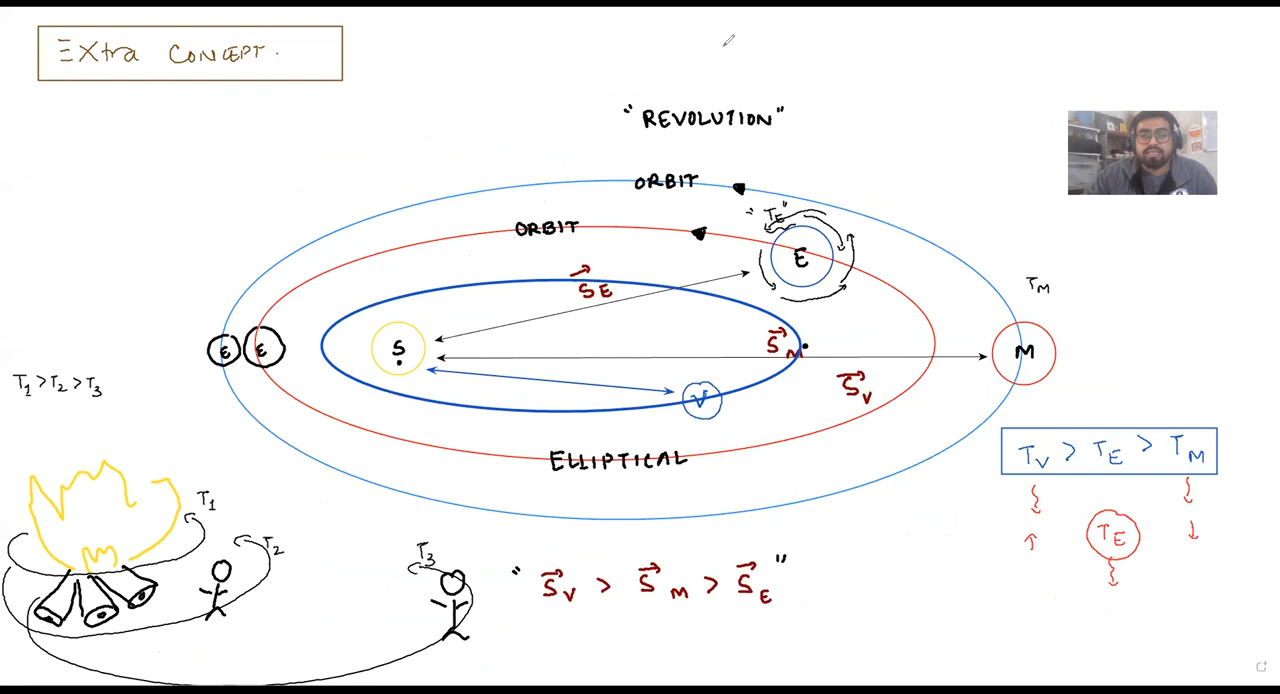 Extra CONCEPT.
"REVOLUTION"
ORBIT
ORBIT
"TE"
E
SE
TM
S
SM
M
E E
SV
V
T1 > T2 > T3
ELLIPTICAL
TV > TE > TM
TE
T1
T2
T3
"SV > SM > SE"